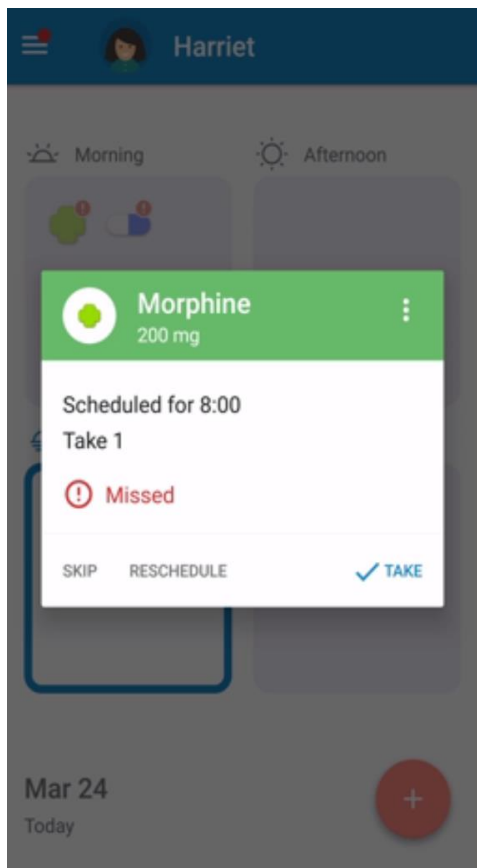 Harriet
Morning
Afternoon
Morphine
200 mg
Scheduled for 8:00
Take 1
Missed
SKIP RESCHEDULE TAKE
Mar 24
Today